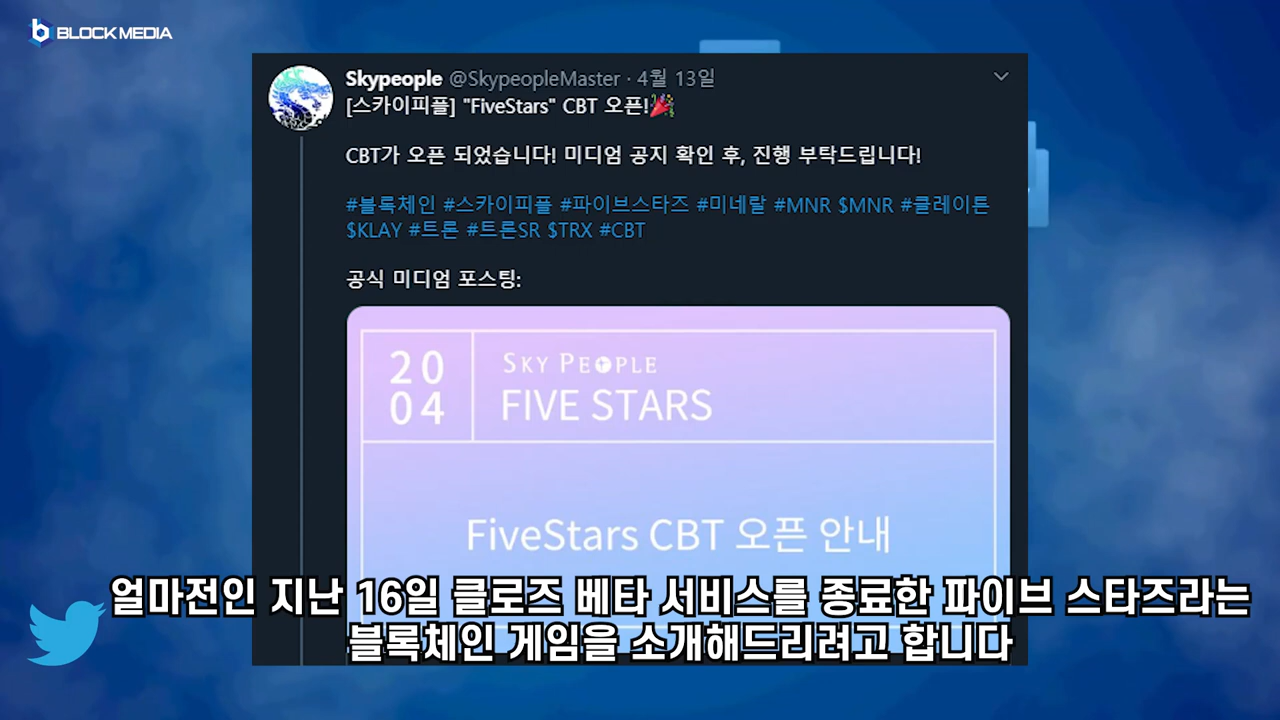 BLOCK MEDIA
Skypeople @SkypeopleMaster · 4월 13일
[스카이피플] "FiveStars" CBT 오픈!🎉
CBT가 오픈 되었습니다! 미디엄 공지 확인 후, 진행 부탁드립니다!
#블록체인 #스카이피플 #파이브스타즈 #미네랄 #MNR $MNR #클레이튼
$KLAY #트론 #트론SR $TRX #CBT
공식 미디엄 포스팅:
20
04
SKY PEOPLE
FIVE STARS
FiveStars CBT 오픈 안내
얼마전인 지난 16일 클로즈 베타 서비스를 종료한 파이브 스타즈라는
블록체인 게임을 소개해드리려고 합니다